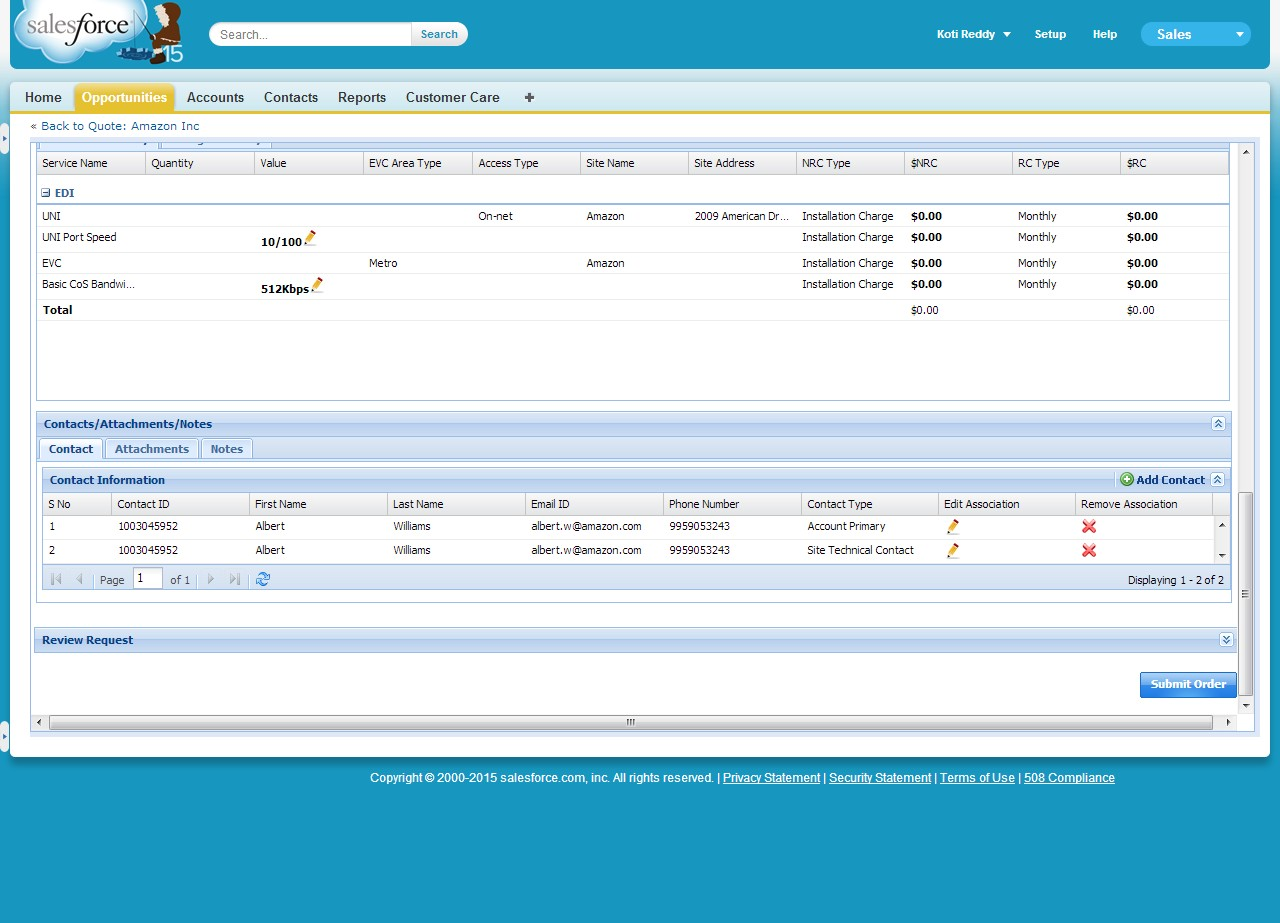 salesforce
15
Search... Search
Koti Reddy Setup Help Sales
Home Opportunities Accounts Contacts Reports Customer Care +
« Back to Quote: Amazon Inc
Service Name Quantity Value EVC Area Type Access Type Site Name Site Address NRC Type $NRC RC Type $RC
EDI
UNI On-net Amazon 2009 American Dr... Installation Charge $0.00 Monthly $0.00
UNI Port Speed 10/100 Installation Charge $0.00 Monthly $0.00
EVC Metro Amazon Installation Charge $0.00 Monthly $0.00
Basic CoS Bandwi... 512Kbps Installation Charge $0.00 Monthly $0.00
Total $0.00 $0.00
Contacts/Attachments/Notes
Contact Attachments Notes
Contact Information Add Contact
S No Contact ID First Name Last Name Email ID Phone Number Contact Type Edit Association Remove Association
1 1003045952 Albert Williams albert.w@amazon.com 9959053243 Account Primary
2 1003045952 Albert Williams albert.w@amazon.com 9959053243 Site Technical Contact
Page 1 of 1 Displaying 1 - 2 of 2
Review Request
Submit Order
Copyright © 2000-2015 salesforce.com, inc. All rights reserved. | Privacy Statement | Security Statement | Terms of Use | 508 Compliance